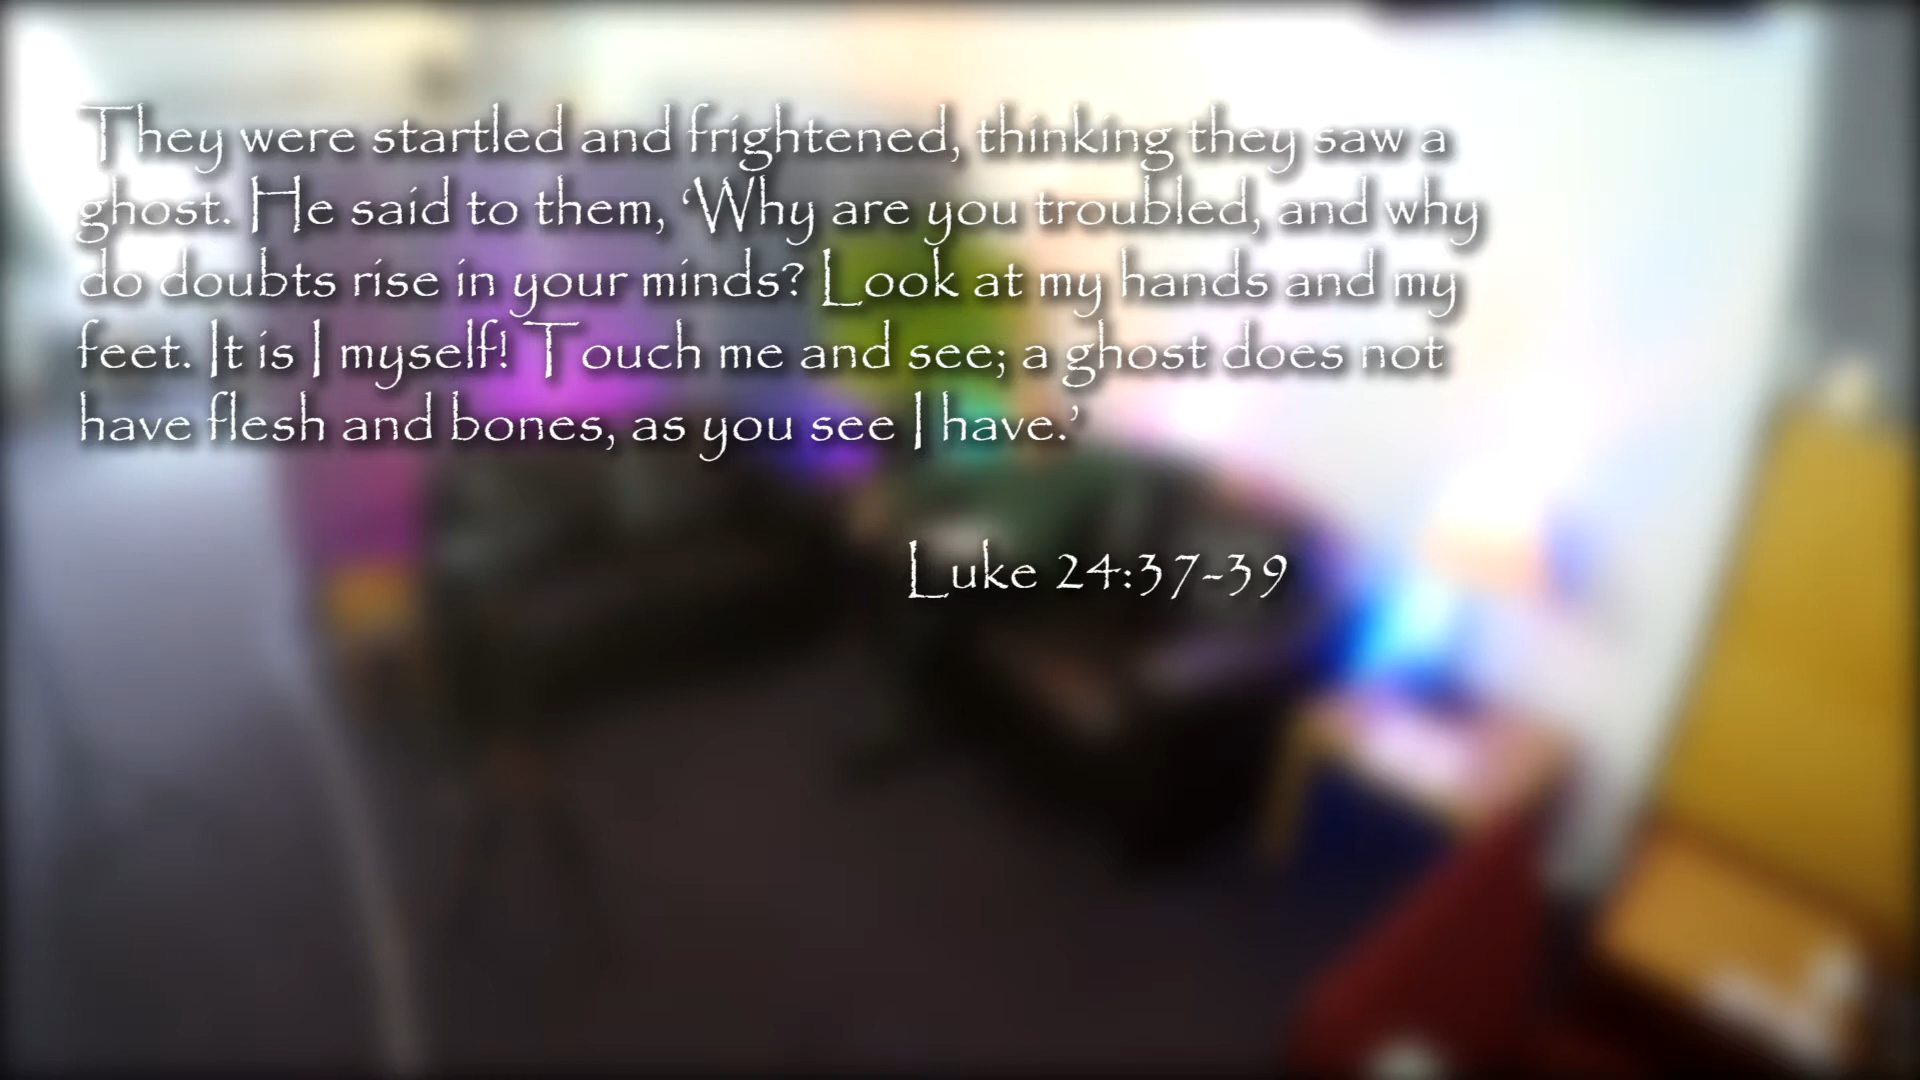 They were startled and frightened, thinking they saw a
ghost. He said to them, ‘Why are you troubled, and why
do doubts rise in your minds? Look at my hands and my
feet. It is I myself! Touch me and see; a ghost does not
have flesh and bones, as you see I have.’
Luke 24:37-39